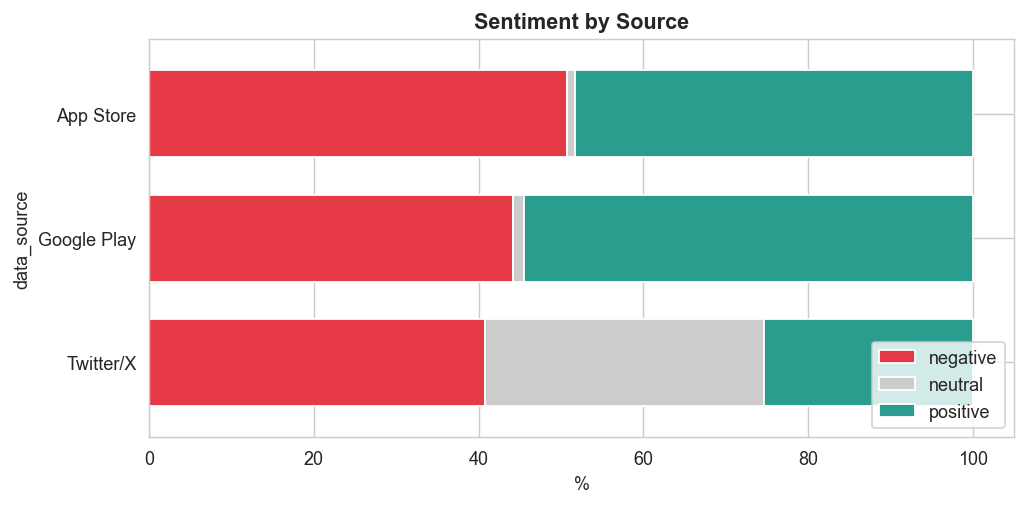 Sentiment by Source
data_source
App Store
Google Play
Twitter/X
negative
neutral
positive
0 20 40 60 80 100
%